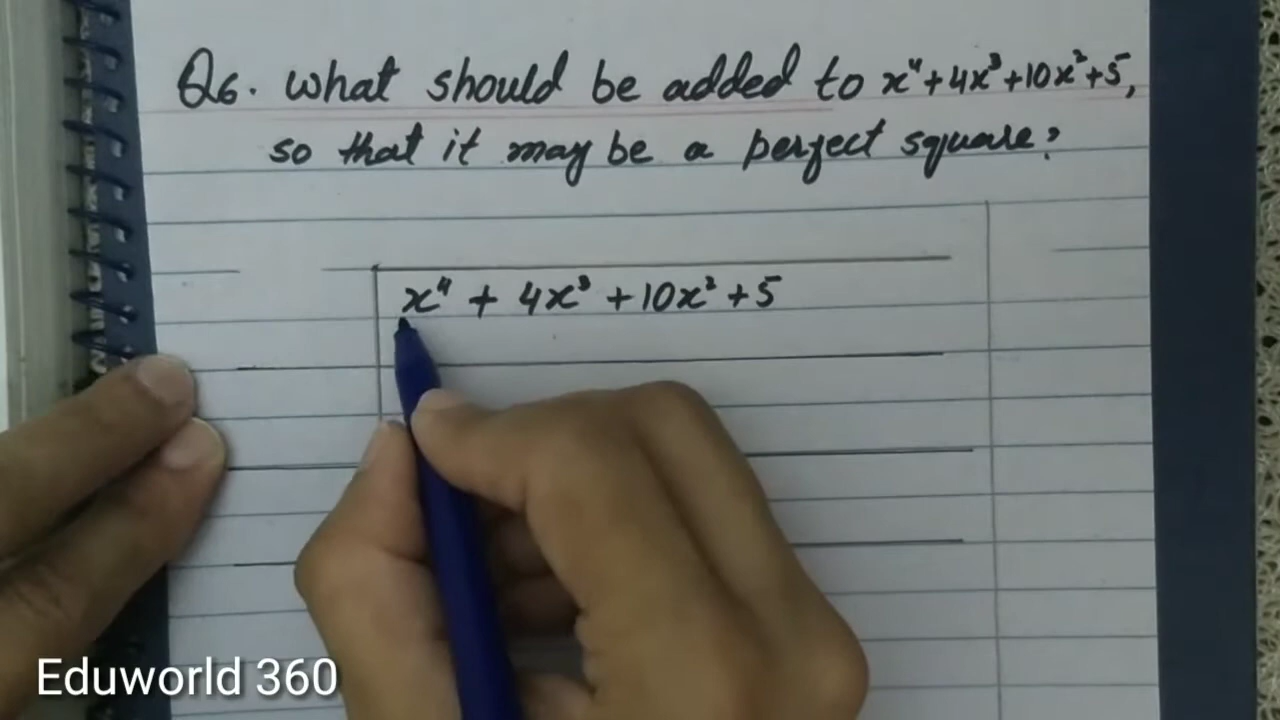 Q6. What should be added to x⁴+4x³+10x²+5,
so that it may be a perfect square?
x⁴ + 4x³ +10x² +5
Eduworld 360